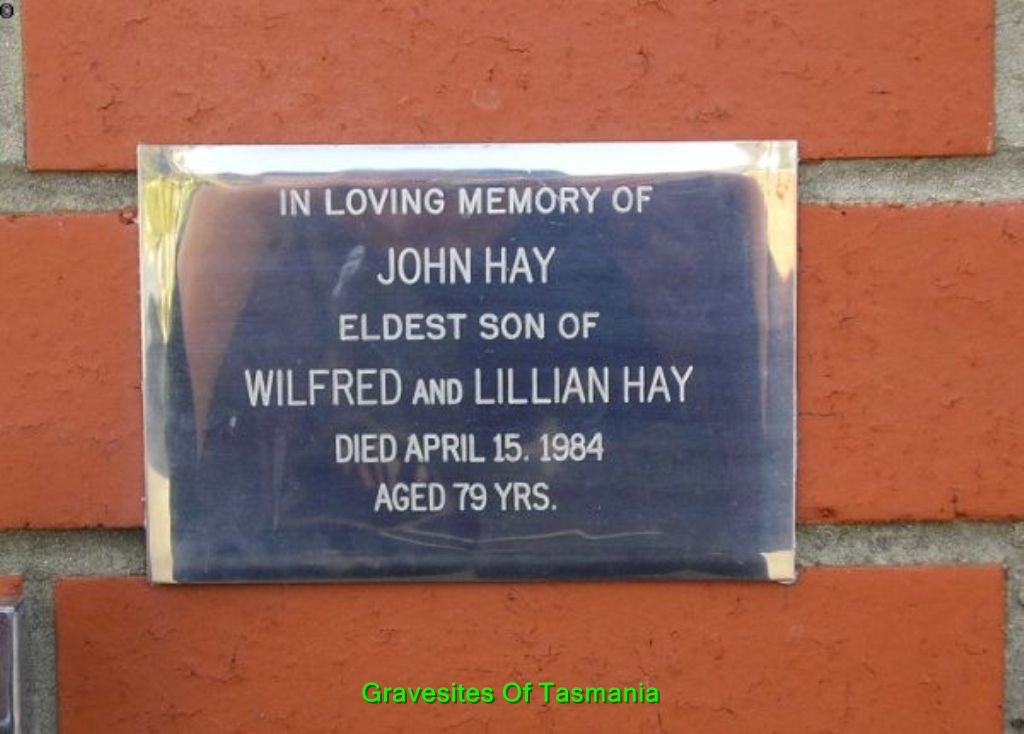 IN LOVING MEMORY OF
JOHN HAY
ELDEST SON OF
WILFRED AND LILLIAN HAY
DIED APRIL 15. 1984
AGED 79 YRS.
Gravesites Of Tasmania